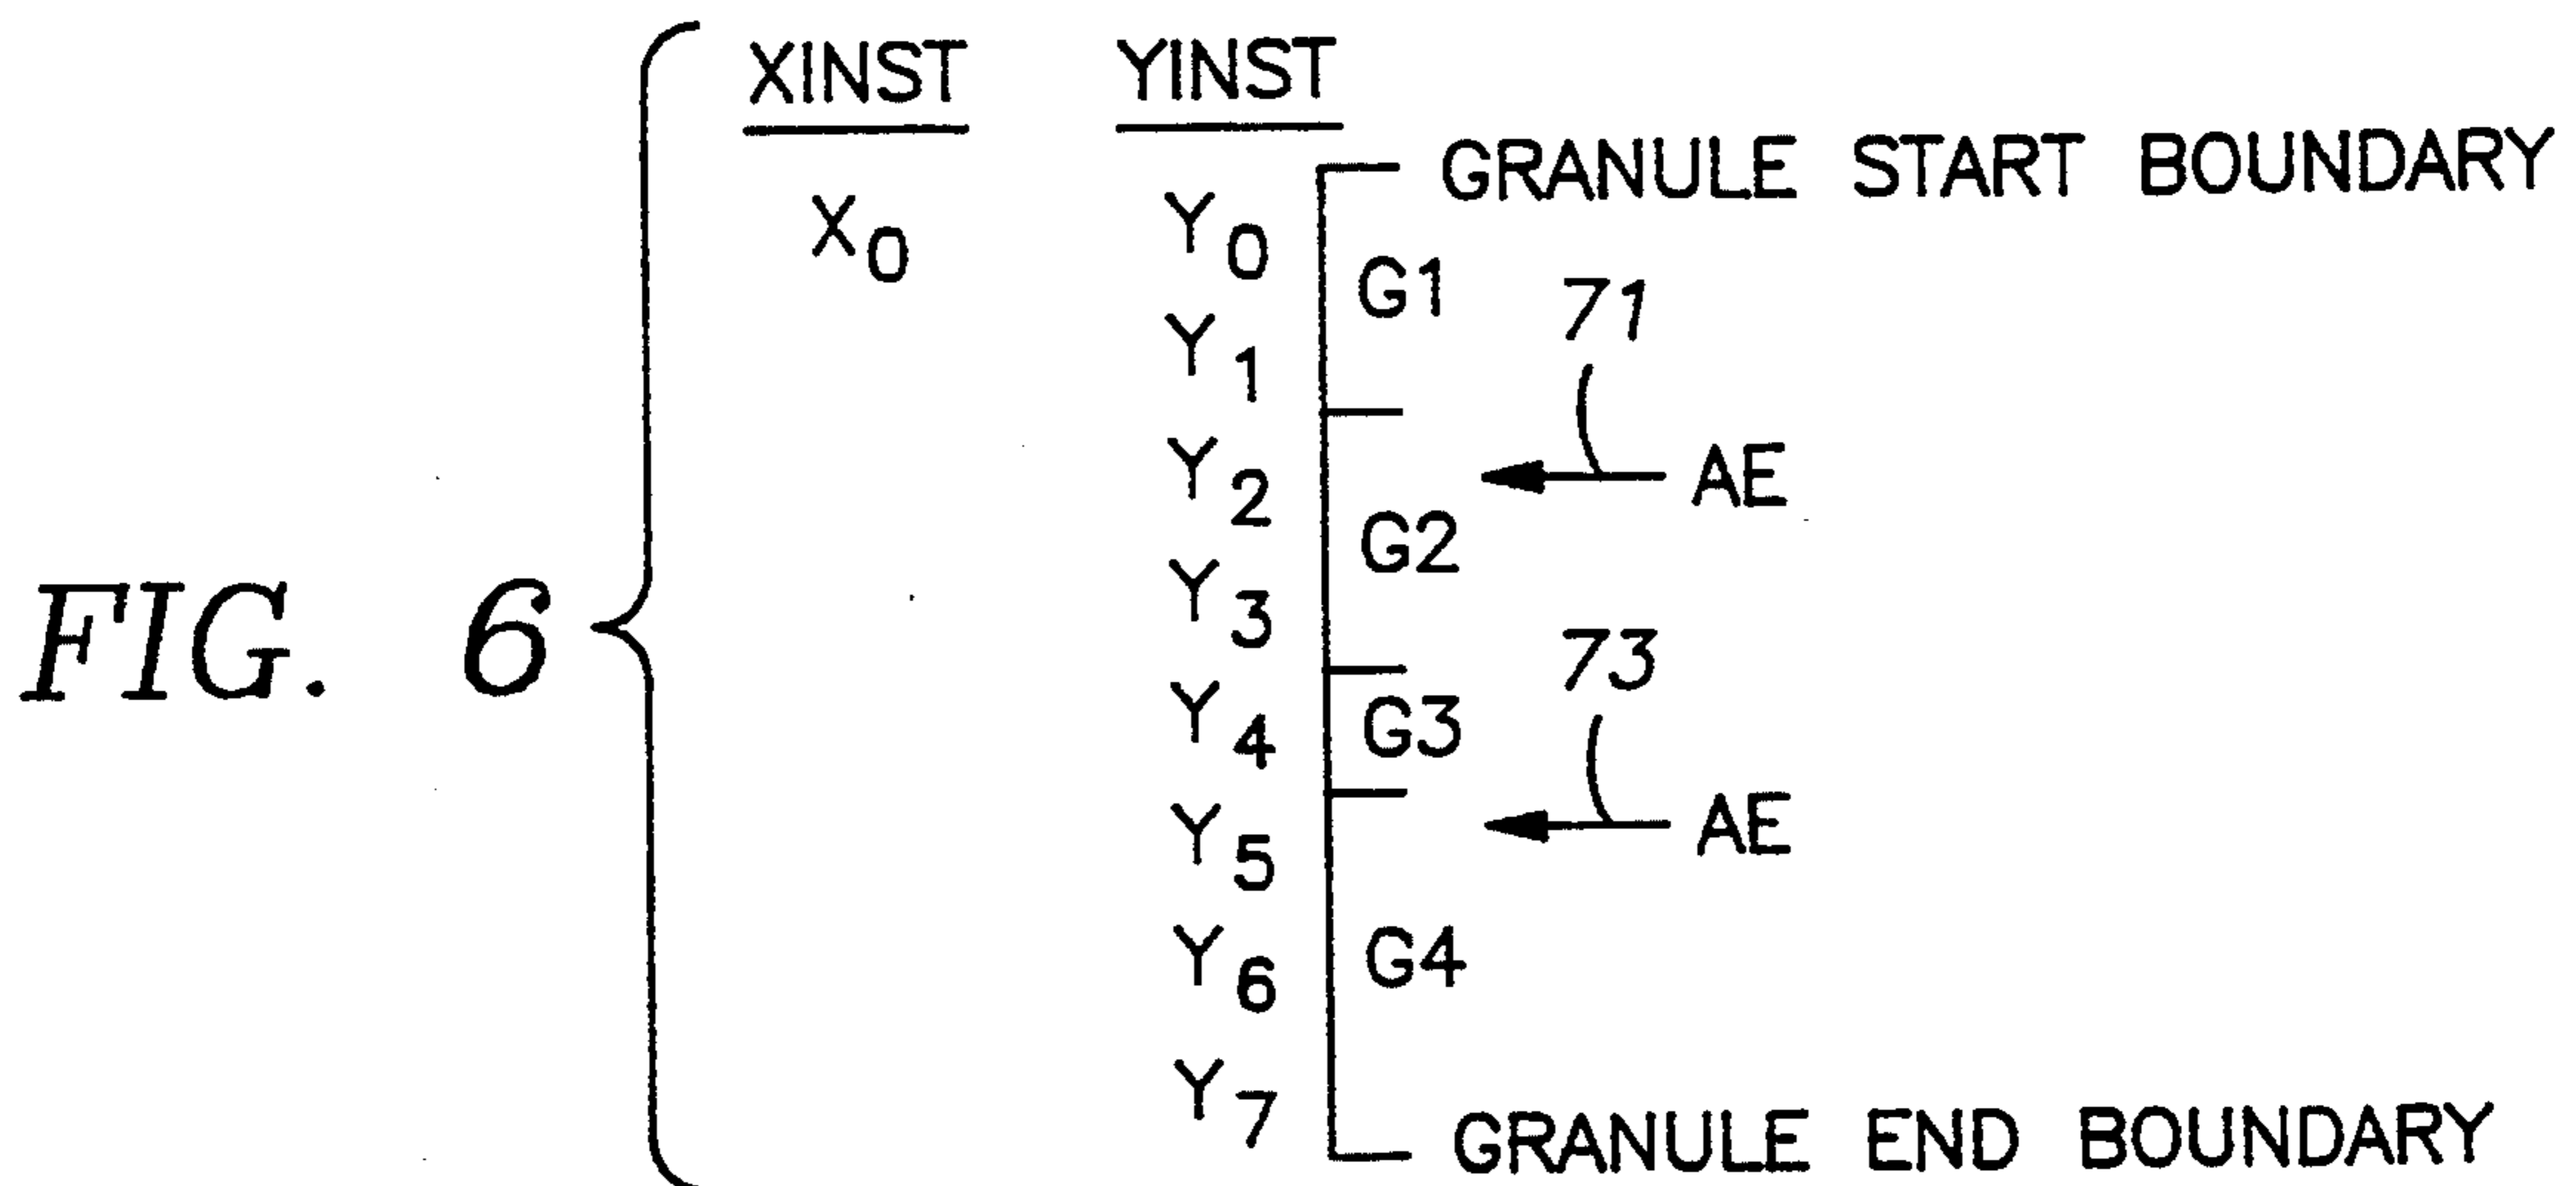 XINST YINST
GRANULE START BOUNDARY
X0 Y0
G1
71
Y1
Y2
AE
G2
Y3
FIG. 6
73
Y4
G3
Y5
AE
Y6
G4
Y7
GRANULE END BOUNDARY